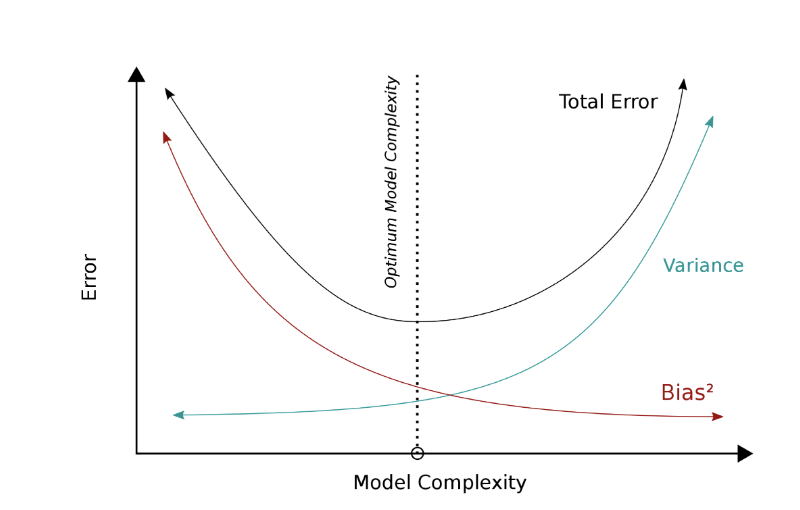 Optimum Model Complexity
Total Error
Error
Variance
Bias²
Model Complexity